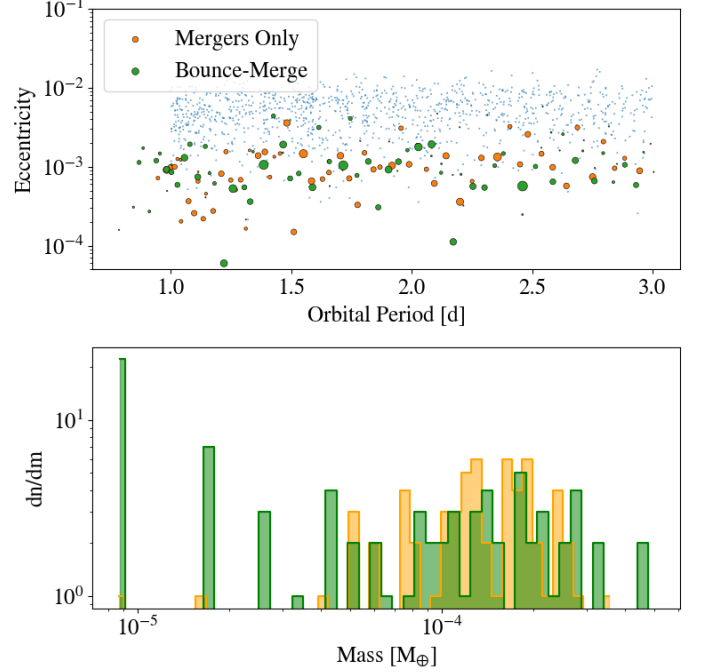 10⁻¹
10⁻²
10⁻³
10⁻⁴
Eccentricity
Mergers Only
Bounce-Merge
1.0 1.5 2.0 2.5 3.0
Orbital Period [d]
10¹
10⁰
dn/dm
10⁻⁵ 10⁻⁴
Mass [M⊕]